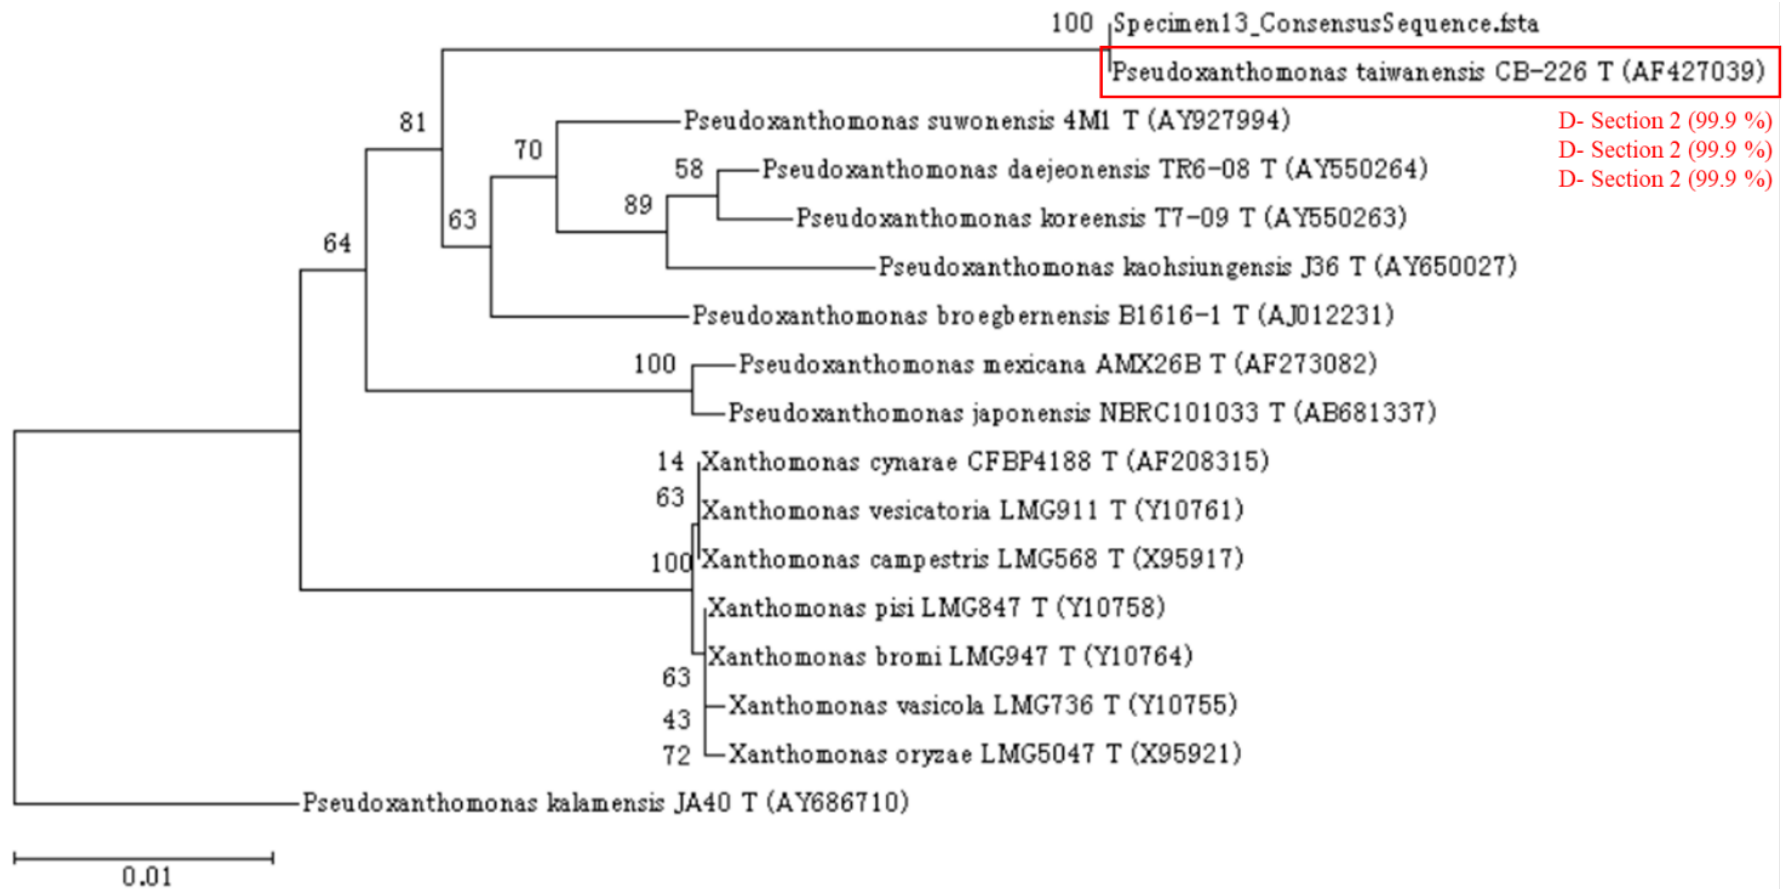 100 Specimen13_ConsensusSequence.fsta
Pseudoxanthomonas taiwanensis CB-226 T (AF427039)
81 Pseudoxanthomonas suwonensis 4M1 T (AY927994) D- Section 2 (99.9 %)
70 D- Section 2 (99.9 %)
58 Pseudoxanthomonas daejeonensis TR6-08 T (AY550264) D- Section 2 (99.9 %)
89
63 Pseudoxanthomonas koreensis T7-09 T (AY550263)
64
Pseudoxanthomonas kaohsiungensis J36 T (AY650027)
Pseudoxanthomonas broegbernensis B1616-1 T (AJ012231)
100 Pseudoxanthomonas mexicana AMX26B T (AF273082)
Pseudoxanthomonas japonensis NBRC101033 T (AB681337)
14 Xanthomonas cynarae CFBP4188 T (AF208315)
63
Xanthomonas vesicatoria LMG911 T (Y10761)
100 Xanthomonas campestris LMG568 T (X95917)
Xanthomonas pisi LMG847 T (Y10758)
Xanthomonas bromi LMG947 T (Y10764)
63
Xanthomonas vasicola LMG736 T (Y10755)
43
72 Xanthomonas oryzae LMG5047 T (X95921)
Pseudoxanthomonas kalamensis JA40 T (AY686710)
0.01